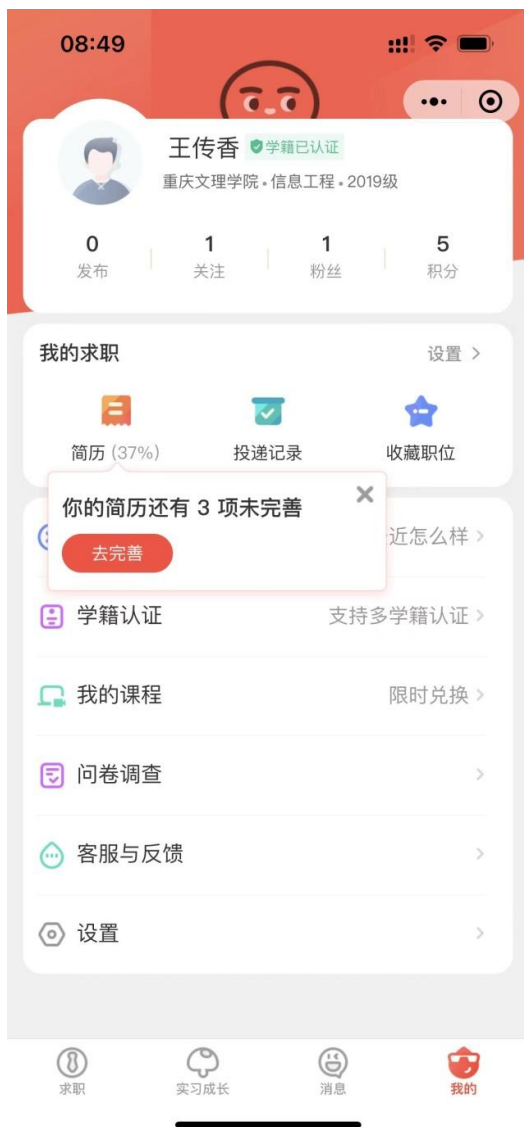 08:49
王传香 学籍已认证
重庆文理学院•信息工程•2019级
0 1 1 5
发布 关注 粉丝 积分
我的求职 设置
简历 (37%) 投递记录 收藏职位
你的简历还有 3 项未完善
去完善
近怎么样
学籍认证 支持多学籍认证
我的课程 限时兑换
问卷调查
客服与反馈
设置
求职 实习成长 消息 我的